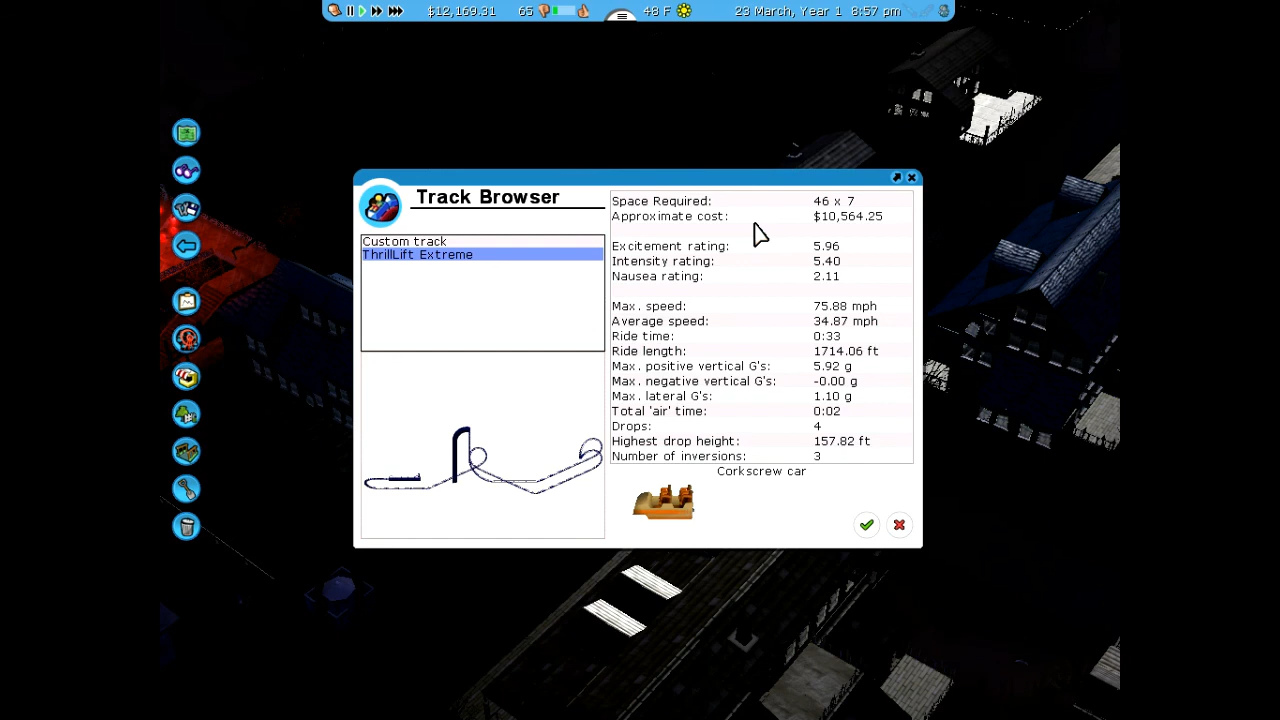 $12,169.31 65 48 F 23 March, Year 1 8:57 pm
Track Browser
Custom track
ThrillLift Extreme
Space Required: 46 x 7
Approximate cost: $10,564.25
Excitement rating: 5.96
Intensity rating: 5.40
Nausea rating: 2.11
Max. speed: 75.88 mph
Average speed: 34.87 mph
Ride time: 0:33
Ride length: 1714.06 ft
Max. positive vertical G's: 5.92 g
Max. negative vertical G's: -0.00 g
Max. lateral G's: 1.10 g
Total 'air' time: 0:02
Drops: 4
Highest drop height: 157.82 ft
Number of inversions: 3
Corkscrew car